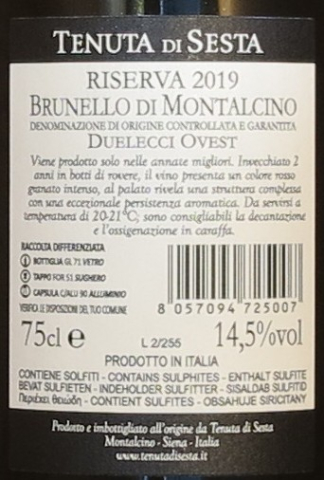 TENUTA DI SESTA
RISERVA 2019
BRUNELLO DI MONTALCINO
DENOMINAZIONE DI ORIGINE CONTROLLATA E GARANTITA
DUELECCI OVEST
Viene prodotto solo nelle annate migliori. Invecchiato 2
anni in botti di rovere, il vino presenta un colore rosso
granato intenso, al palato rivela una struttura complessa
con una eccezionale persistenza aromatica. Da servirsi a
temperatura di 20-21°C, sono consigliabili la decantazione
e l'ossigenazione in caraffa.
RACCOLTA DIFFERENZIATA
BOTTIGLIA GL 71 VETRO
TAPPO FOR 51 SUGHERO
CAPSULA C/ALU 90 ALLUMINIO
VERIFICA LE DISPOSIZIONI DEL TUO COMUNE
8 057094 725007
75cl e L 2/255 14,5%vol
PRODOTTO IN ITALIA
CONTIENE SOLFITI - CONTAINS SULPHITES - ENTHALT SULFITE
BEVAT SULFIETEN - INDEHOLDER SULFITTER - SISALDAB SULFITID
Περιέχει θειώδη - CONTIENT SULFITES - OBSAHUJE SIRICITANY
Prodotto e imbottigliato all'origine da Tenuta di Sesta
Montalcino - Siena - Italia
www.tenutadisesta.it